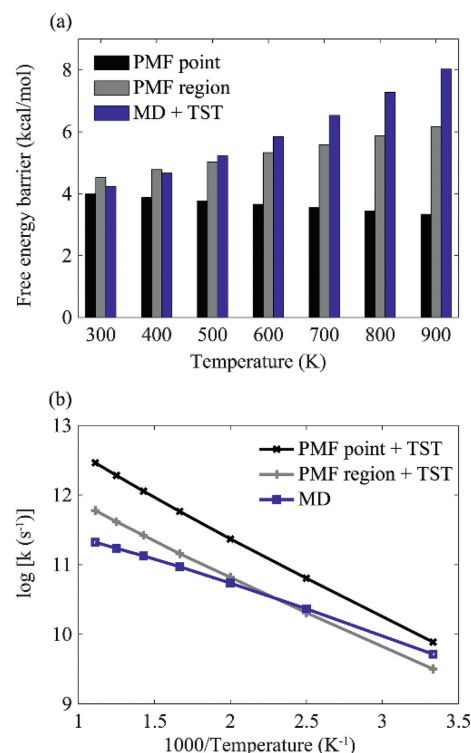 (a)
PMF point
PMF region
MD + TST
Free energy barrier (kcal/mol)
8
6
4
2
0
300 400 500 600 700 800 900
Temperature (K)
(b)
PMF point + TST
PMF region + TST
MD
log [k (s⁻¹)]
13
12
11
10
9
1 1.5 2 2.5 3 3.5
1000/Temperature (K⁻¹)